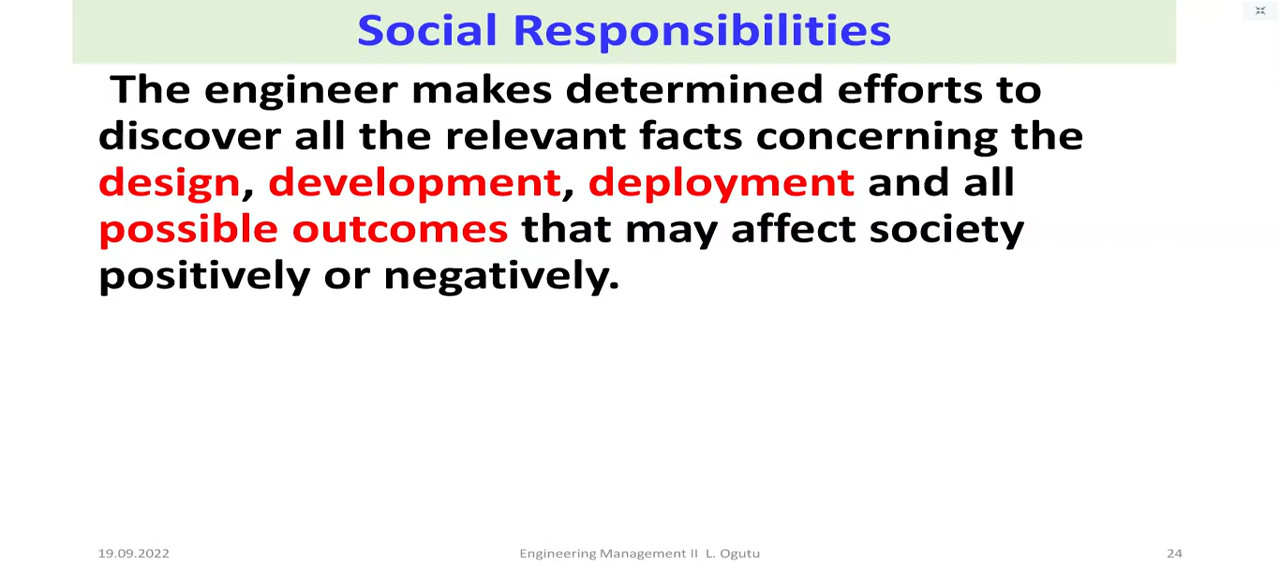 Social Responsibilities
The engineer makes determined efforts to
discover all the relevant facts concerning the
design, development, deployment and all
possible outcomes that may affect society
positively or negatively.
19.09.2022
Engineering Management II L. Ogutu
24